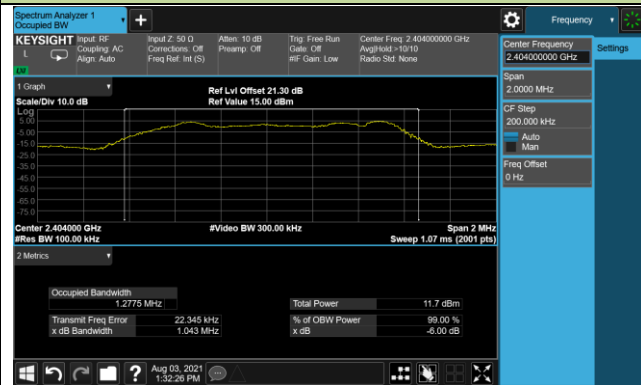 Spectrum Analyzer 1
Occupied BW
+
Frequency
KEYSIGHT
L
LXI
Input: RF
Coupling: AC
Align: Auto
Input Z: 50 Ω
Corrections: Off
Freq Ref: Int (S)
Atten: 10 dB
Preamp: Off
Trig: Free Run
Gate: Off
#IF Gain: Low
Center Freq: 2.404000000 GHz
Avg|Hold:>10/10
Radio Std: None
Center Frequency
2.404000000 GHz
Settings
Span
2.0000 MHz
CF Step
200.000 kHz
Auto
Man
Freq Offset
0 Hz
1 Graph
Scale/Div 10.0 dB
Ref Lvl Offset 21.30 dB
Ref Value 15.00 dBm
Log
5.00
-5.00
-15.0
-25.0
-35.0
-45.0
-55.0
-65.0
-75.0
Center 2.404000 GHz
#Res BW 100.00 kHz
#Video BW 300.00 kHz
Span 2 MHz
Sweep 1.07 ms (2001 pts)
2 Metrics
Occupied Bandwidth
1.2775 MHz
Total Power 11.7 dBm
Transmit Freq Error 22.345 kHz
% of OBW Power 99.00 %
x dB Bandwidth 1.043 MHz
x dB -6.00 dB
?
Aug 03, 2021
1:32:26 PM